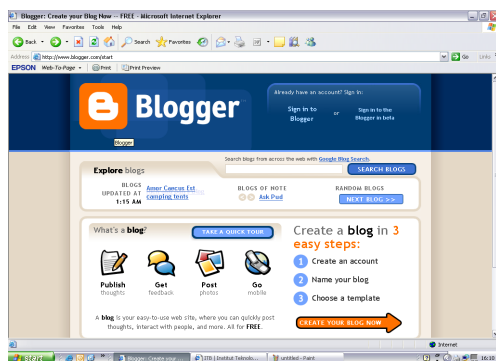 Blogger: Create your Blog Now -- FREE - Microsoft Internet Explorer
File Edit View Favorites Tools Help
Back Search Favorites
Address http://www.blogger.com/start Go Links
EPSON Web-To-Page Print Print Preview
Already have an account? Sign in:
Blogger
Sign in to Blogger or Sign in to the Blogger in beta
Blogger
Search blogs from across the web with Google Blog Search.
Explore blogs SEARCH BLOGS
BLOGS UPDATED AT 1:15 AM
Amor Caecus Est
camping tents
BLOGS OF NOTE
Ask Pud
RANDOM BLOGS
NEXT BLOG >>
What's a blog? TAKE A QUICK TOUR
Publish thoughts
Get feedback
Post photos
Go mobile
A blog is your easy-to-use web site, where you can quickly post
thoughts, interact with people, and more. All for FREE.
Create a blog in 3
easy steps:
1 Create an account
2 Name your blog
3 Choose a template
CREATE YOUR BLOG NOW
Internet
start Blogger: Create your ... ITB | Institut Teknolo... untitled - Paint